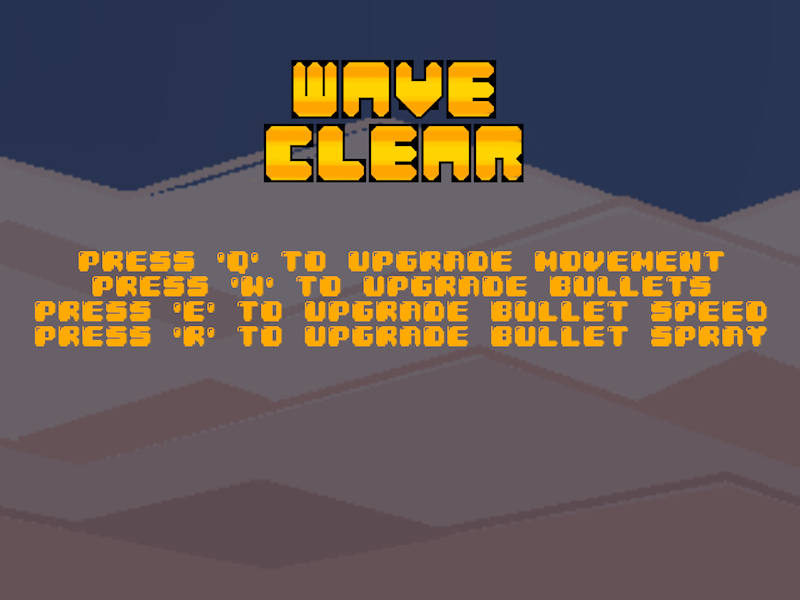 WAVE
CLEAR
PRESS 'Q' TO UPGRADE MOVEMENT
PRESS 'W' TO UPGRADE BULLETS
PRESS 'E' TO UPGRADE BULLET SPEED
PRESS 'R' TO UPGRADE BULLET SPRAY